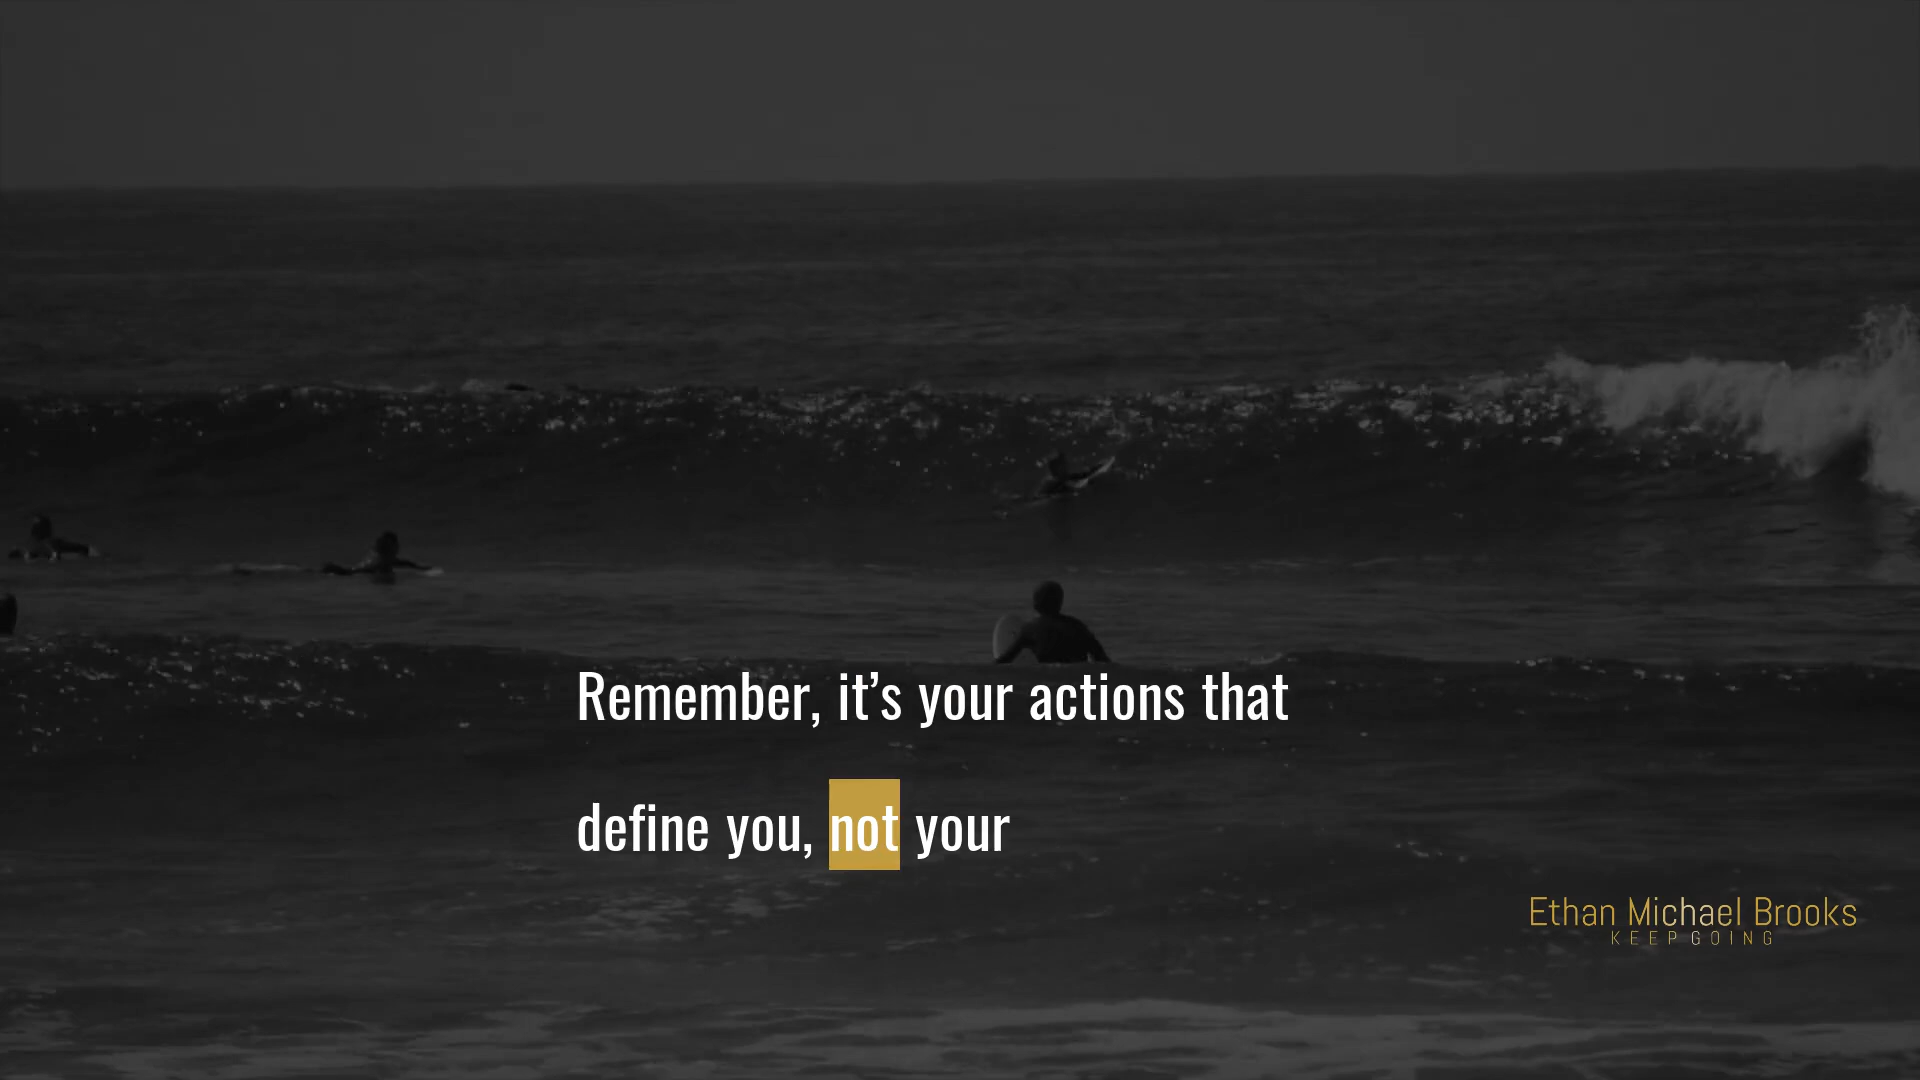 Remember, it’s your actions that
define you, not your
Ethan Michael Brooks
KEEP GOING